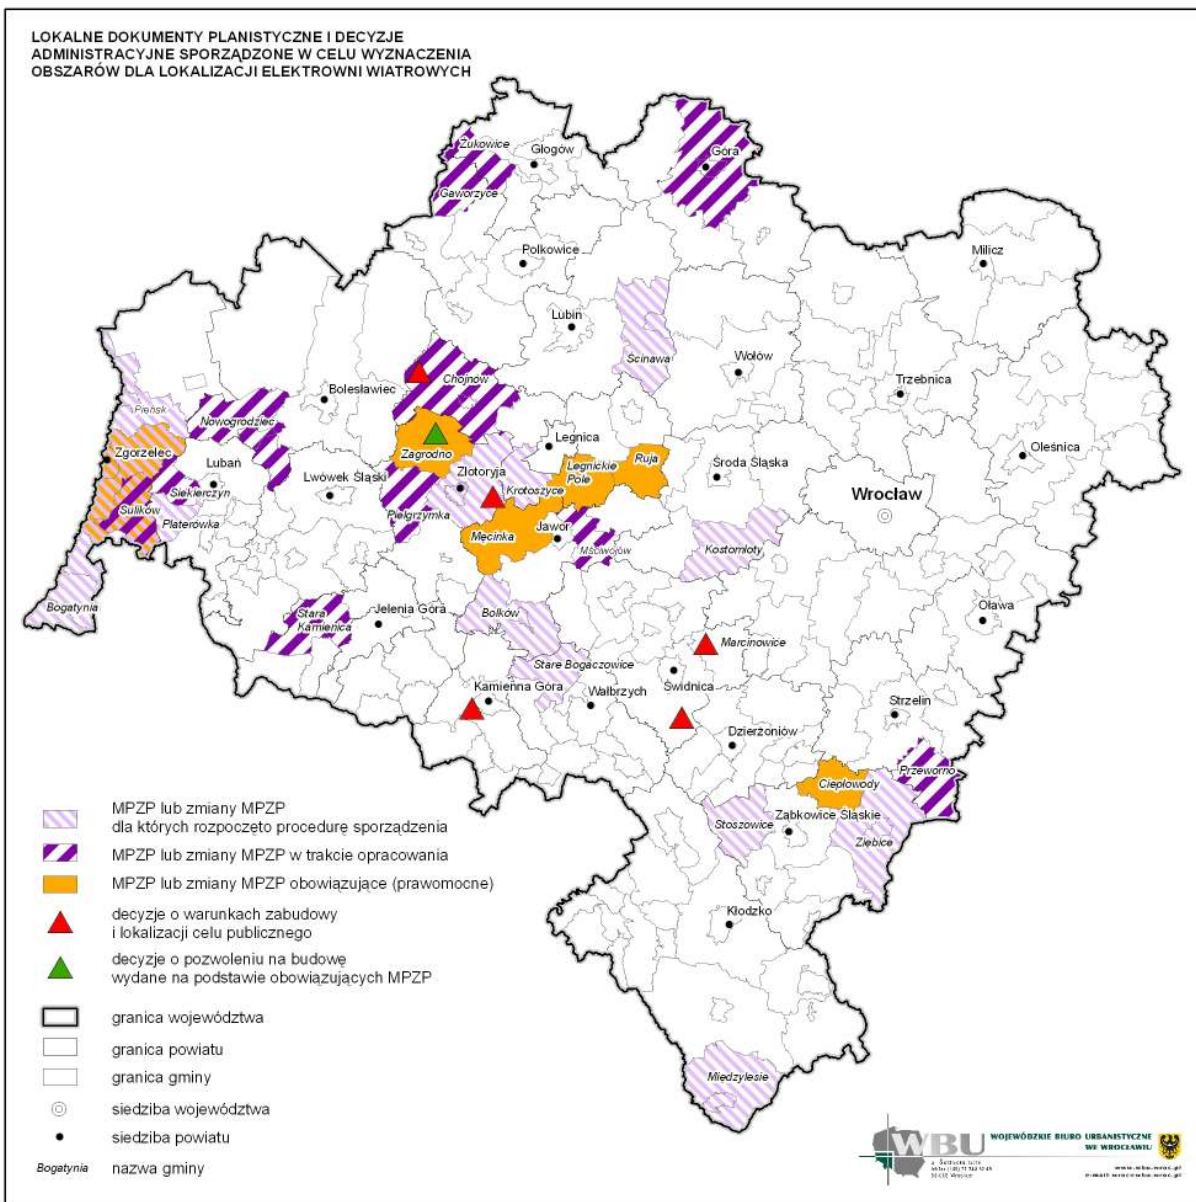 LOKALNE DOKUMENTY PLANISTYCZNE I DECYZJE
ADMINISTRACYJNE SPORZĄDZONE W CELU WYZNACZENIA
OBSZARÓW DLA LOKALIZACJI ELEKTROWNI WIATROWYCH
Żukowice
Głogów
Góra
Gaworzyce
Polkowice
Milicz
Lubin
Ścinawa
Wołów
Chojnów
Bolesławiec
Trzebnica
Pieńsk
Nowogrodziec
Legnica
Oleśnica
Zgorzelec
Lubań
Zagrodno
Złotoryja
Legnickie
Pole
Ruja
Środa Śląska
Lwówek Śląski
Siekierczyn
Krotoszyce
Wrocław
Sulików
Platerówka
Pielgrzymka
Męcinka
Jawor
Mściwojów
Kostomłoty
Bogatynia
Stara
Kamienica
Jelenia Góra
Bolków
Oława
Marcinowice
Stare Bogaczowice
Kamienna Góra
Wałbrzych
Świdnica
Strzelin
Dzierżoniów
Przeworno
Ciepłowody
Stoszowice
Ząbkowice Śląskie
Ziębice
Kłodzko
Międzylesie
MPZP lub zmiany MPZP
dla których rozpoczęto procedurę sporządzenia
MPZP lub zmiany MPZP w trakcie opracowania
MPZP lub zmiany MPZP obowiązujące (prawomocne)
decyzje o warunkach zabudowy
i lokalizacji celu publicznego
decyzje o pozwoleniu na budowę
wydane na podstawie obowiązujących MPZP
granica województwa
granica powiatu
granica gminy
siedziba województwa
siedziba powiatu
Bogatynia nazwa gminy
WBU
WOJEWÓDZKIE BIURO URBANISTYCZNE
WE WROCŁAWIU